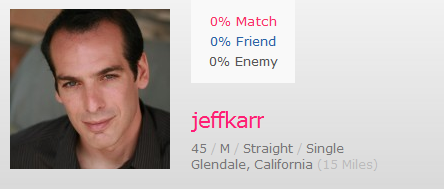 0% Match
0% Friend
0% Enemy
jeffkarr
45 / M / Straight / Single
Glendale, California (15 Miles)